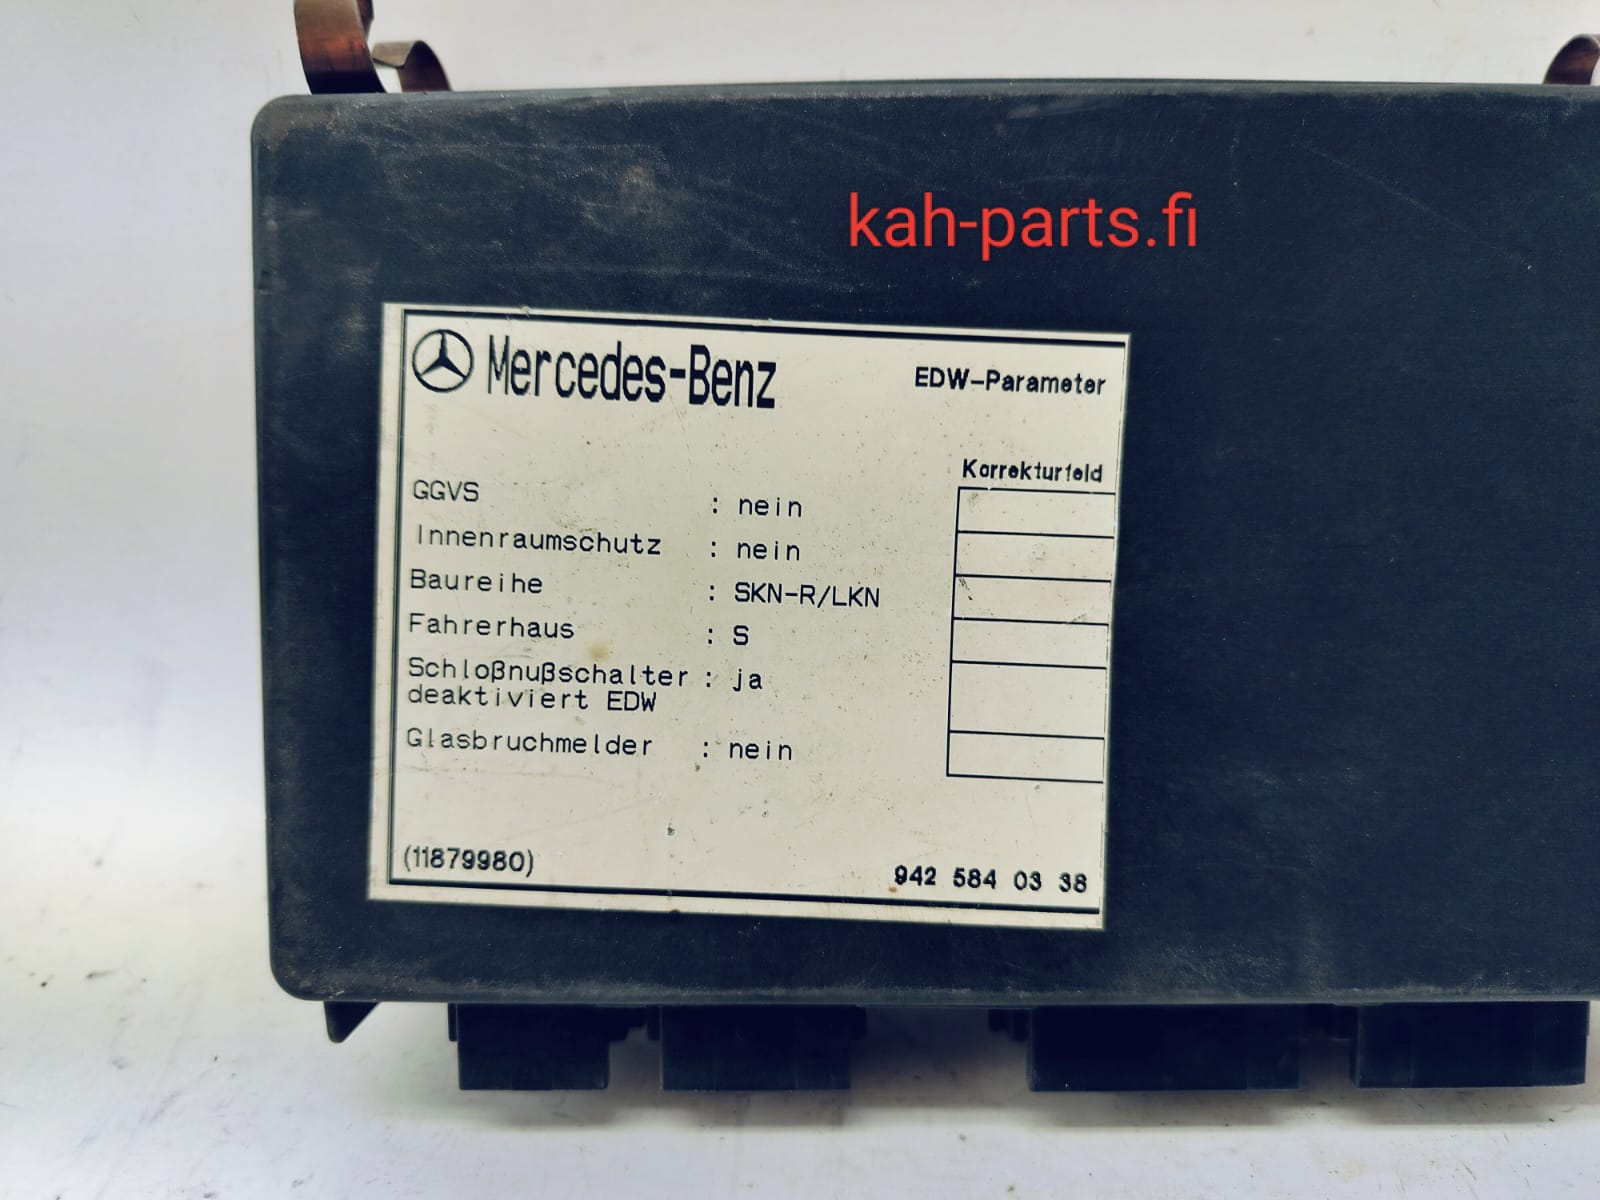 kah-parts.fi
Mercedes-Benz EDW-Parameter
Korrekturfeld
GGVS : nein
Innenraumschutz : nein
Baureihe : SKN-R/LKN
Fahrerhaus : S
Schloßnußschalter : ja
deaktiviert EDW
Glasbruchmelder : nein
(11879980) 942 584 03 38